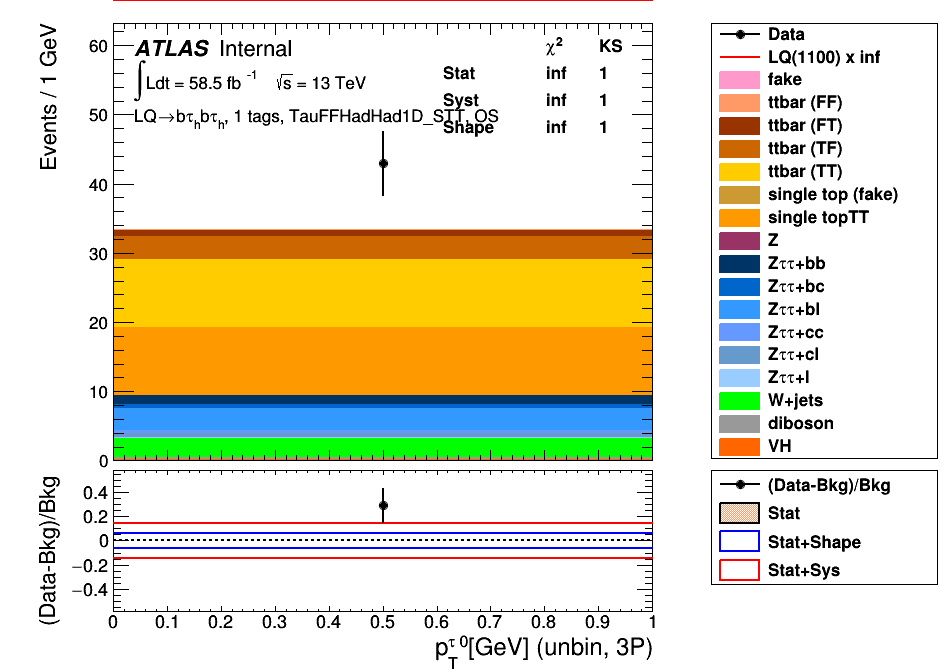 Events / 1 GeV
60
50
40
30
20
10
0
ATLAS Internal
∫Ldt = 58.5 fb⁻¹ √s = 13 TeV
LQ→bτ_h bτ_h, 1 tags, TauFFHadHad1D_STT, OS
χ² KS
Stat inf 1
Syst inf 1
Shape inf 1
Data
LQ(1100) x inf
fake
ttbar (FF)
ttbar (FT)
ttbar (TF)
ttbar (TT)
single top (fake)
single topTT
Z
Zττ+bb
Zττ+bc
Zττ+bl
Zττ+cc
Zττ+cl
Zττ+l
W+jets
diboson
VH
(Data-Bkg)/Bkg
0.4
0.2
0
−0.2
−0.4
0 0.1 0.2 0.3 0.4 0.5 0.6 0.7 0.8 0.9 1
p_T^τ0[GeV] (unbin, 3P)
(Data-Bkg)/Bkg
Stat
Stat+Shape
Stat+Sys